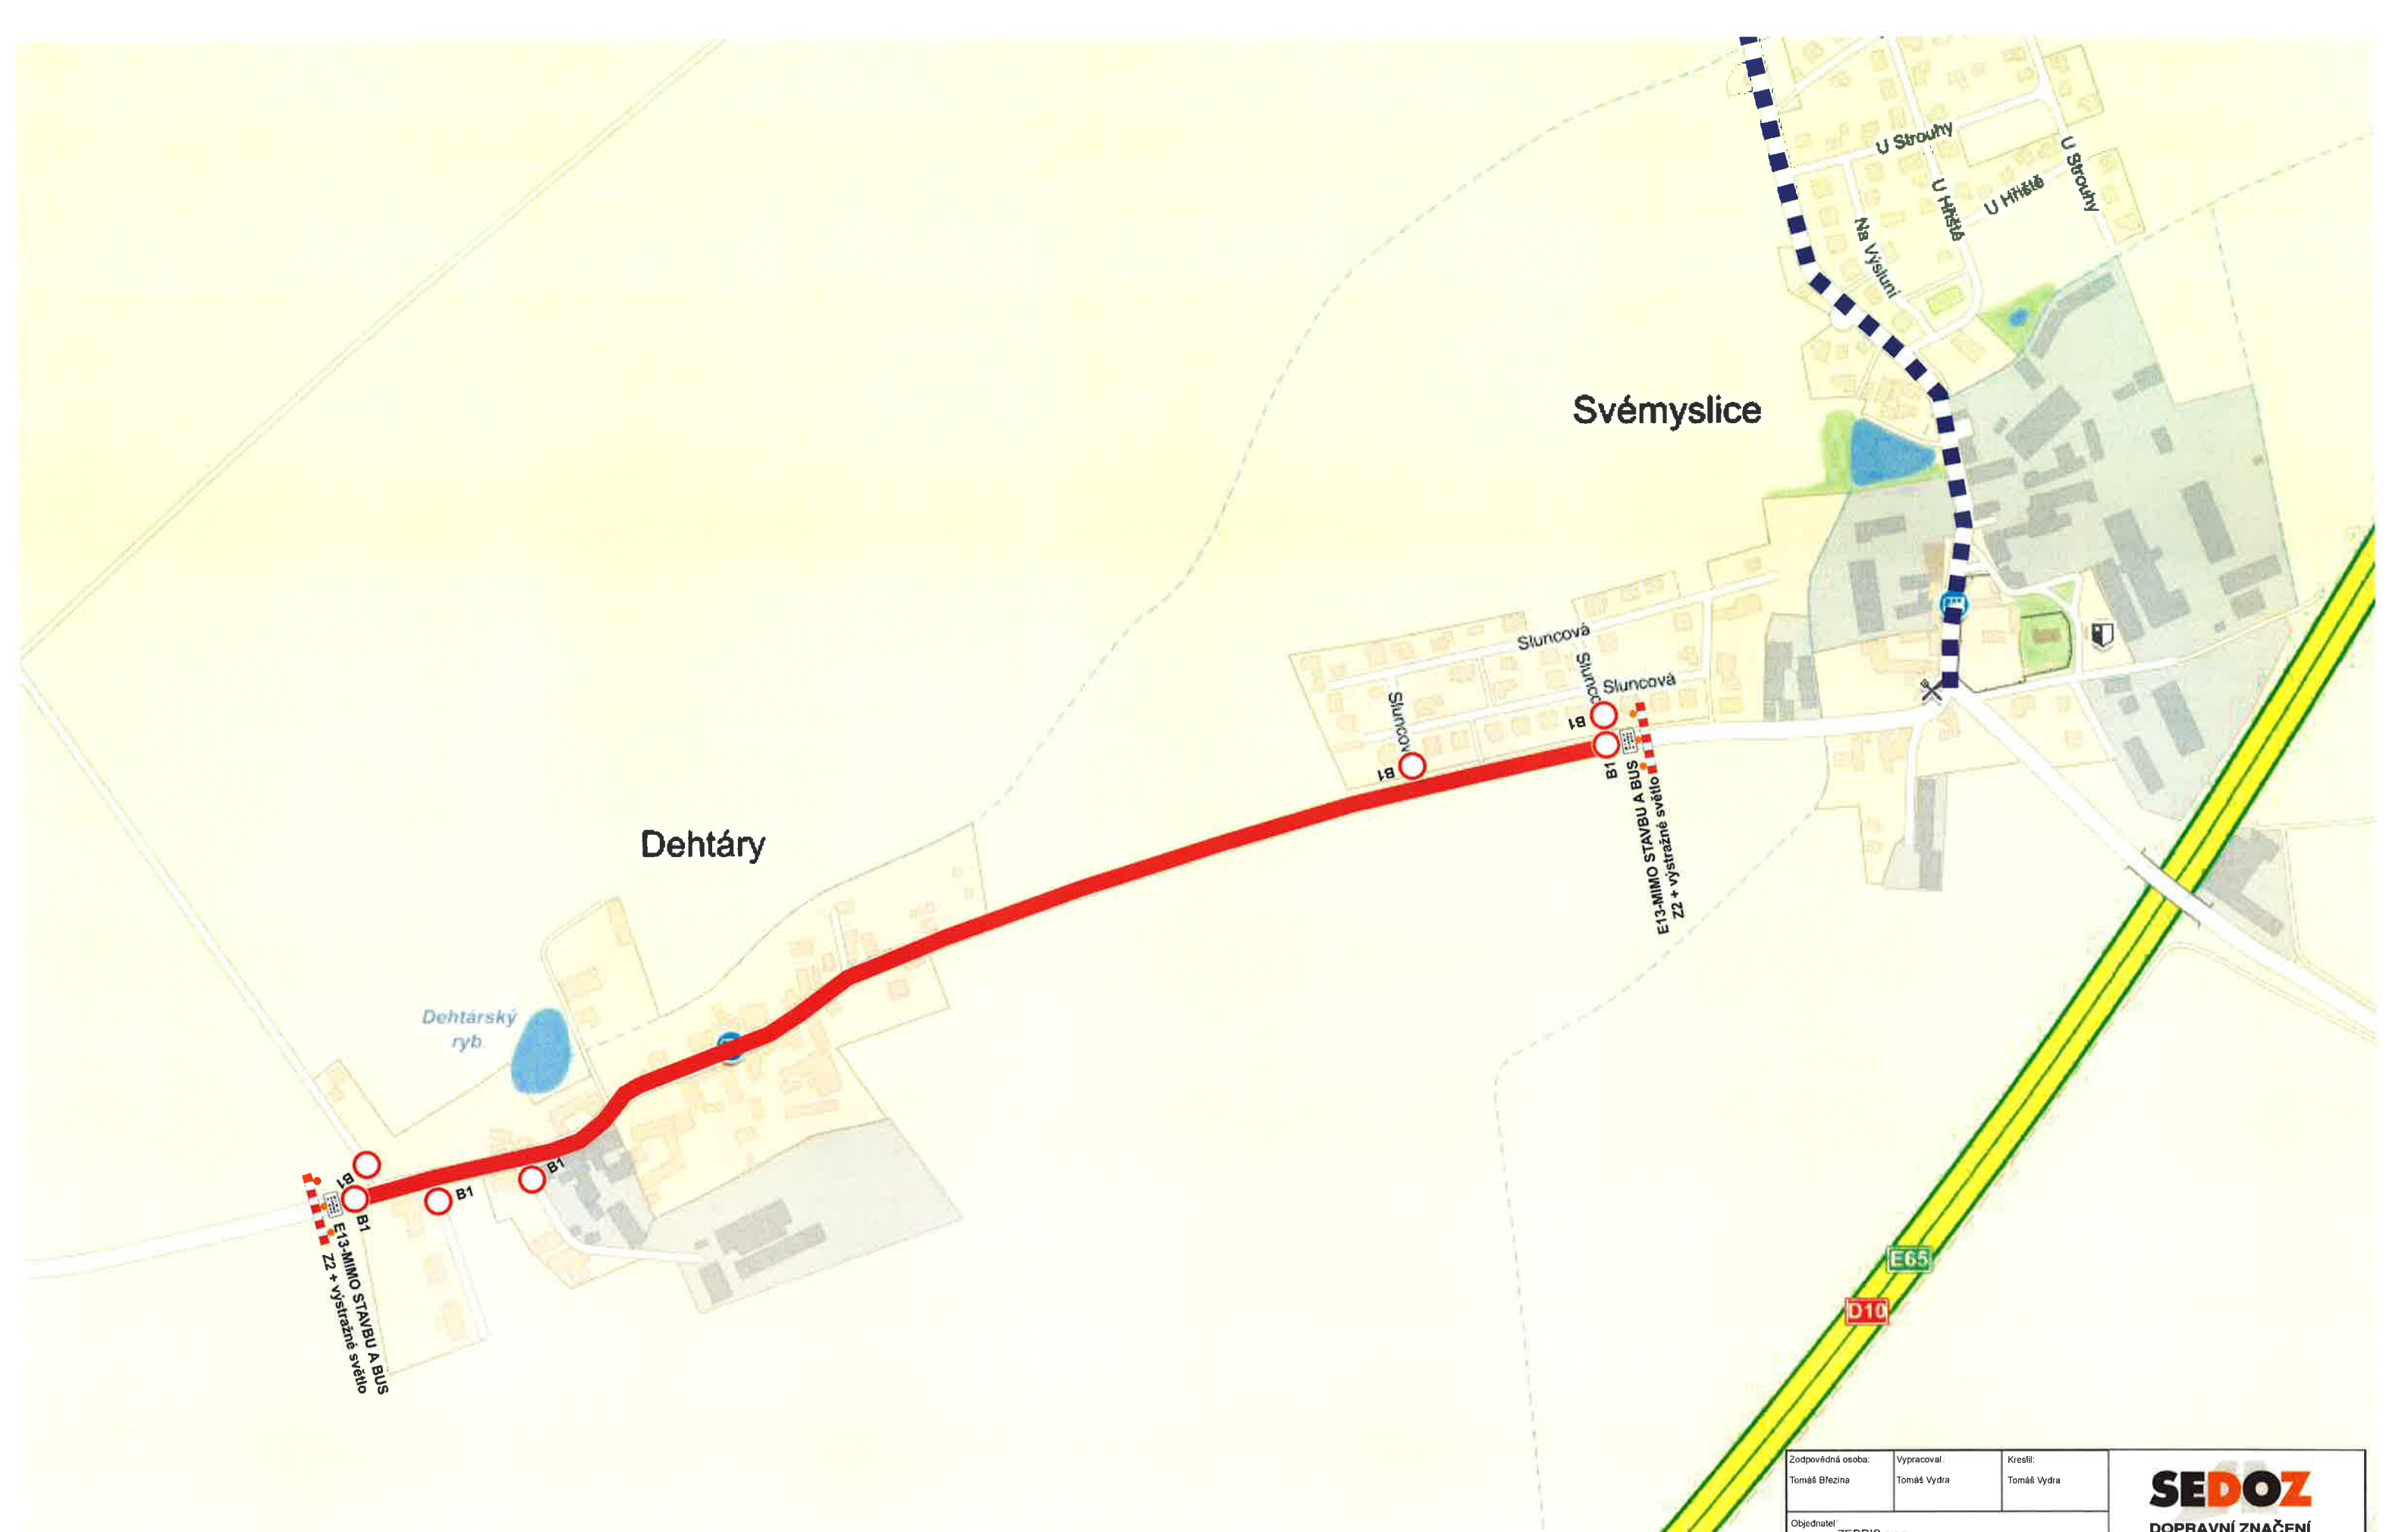 U Strouhy
U Strouhy
U Hřiště
U Hřiště
Na Výsluní
Svémyslice
Sluncová
Sluncová
B1
B1
B1
E13-MIMO STAVBU A BUS
Z2 + výstražné světlo
Dehtáry
Dehtárský
ryb.
B1
B1
B1
B1
E13-MIMO STAVBU A BUS
Z2 + výstražné světlo
E65
D10
Zodpovědná osoba:
Tomáš Březina
Vypracoval
Tomáš Vydra
Kreslil:
Tomáš Vydra
Objednatel
SEDOZ
DOPRAVNÍ ZNAČENÍ